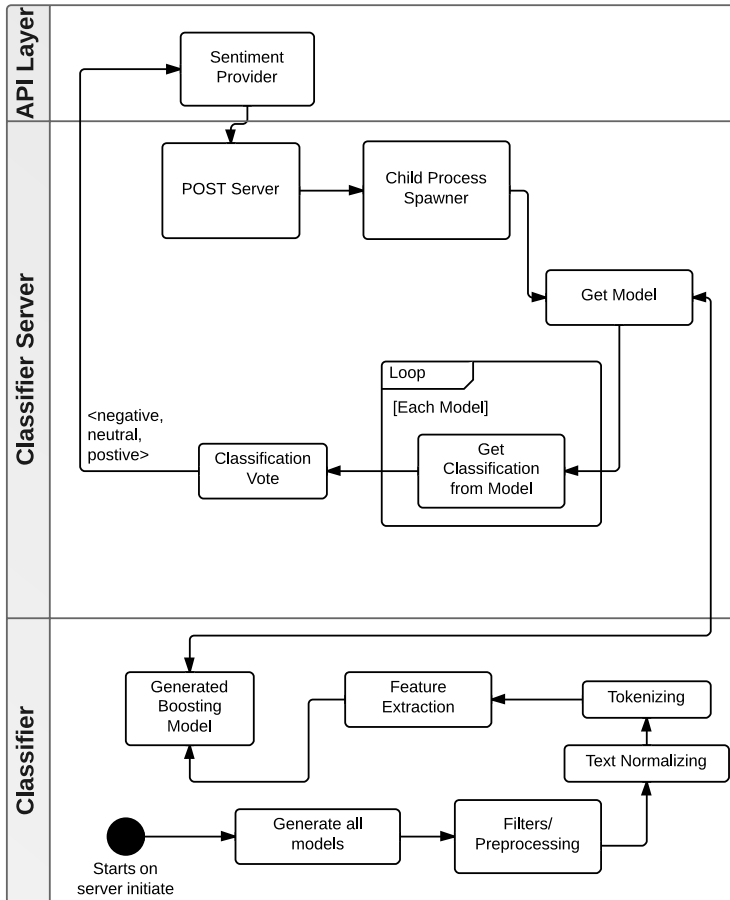 API Layer
Sentiment
Provider
Classifier Server
POST Server
Child Process
Spawner
Get Model
Loop
[Each Model]
Get
Classification
from Model
Classification
Vote
<negative,
neutral,
postive>
Classifier
Generated
Boosting
Model
Feature
Extraction
Tokenizing
Text Normalizing
Filters/
Preprocessing
Generate all
models
Starts on
server initiate